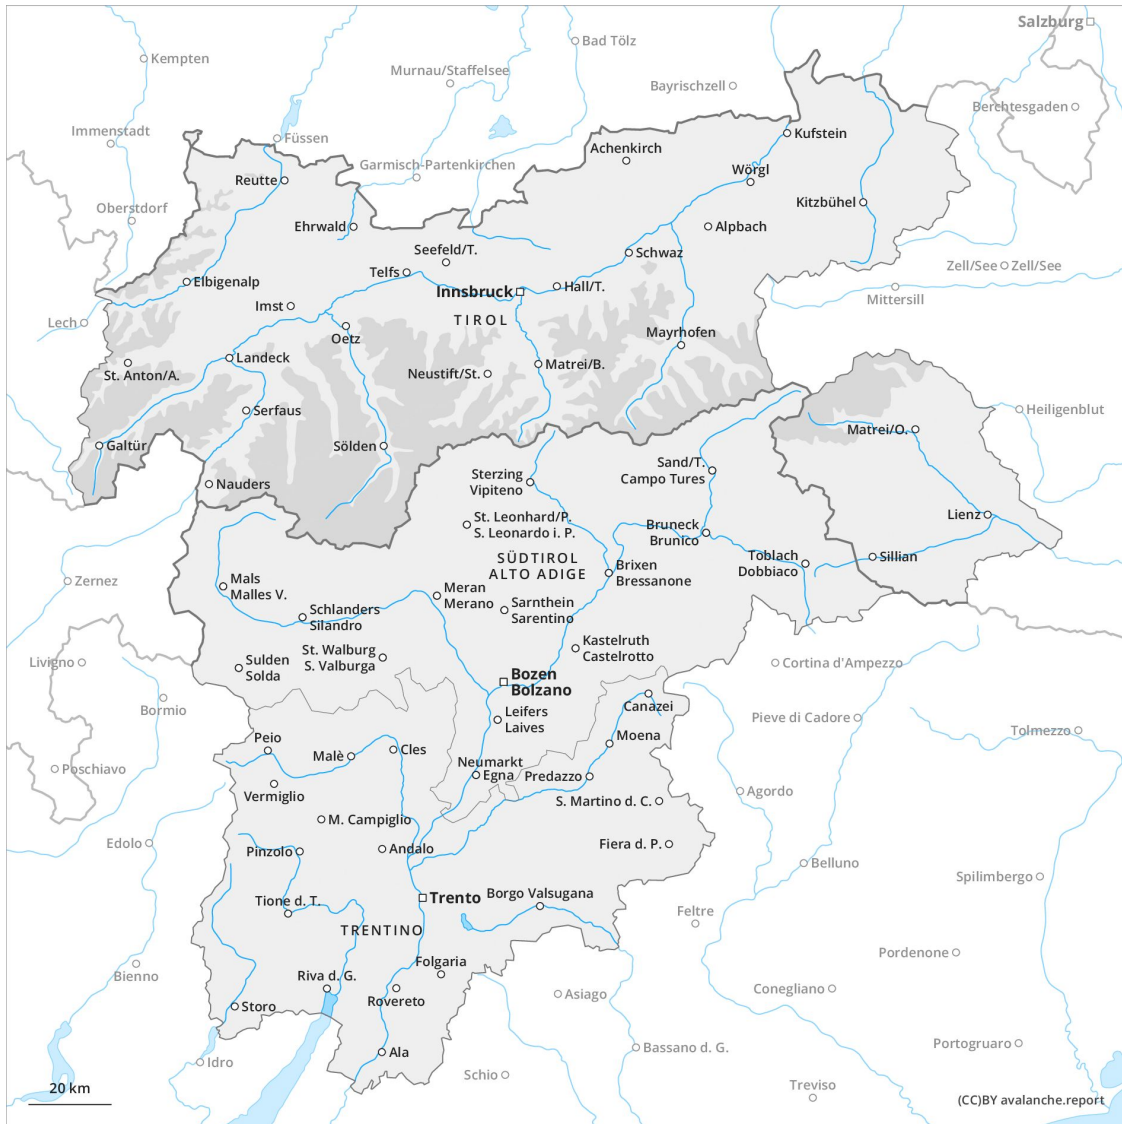 Salzburg
Kempten
Bad Tölz
Murnau/Staffelsee
Bayrischzell
Berchtesgaden
Immenstadt
Füssen
Kufstein
Achenkirch
Garmisch-Partenkirchen
Wörgl
Reutte
Kitzbühel
Oberstdorf
Ehrwald
Alpbach
Seefeld/T.
Schwaz
Telfs
Zell/See
Zell/See
Elbigenalp
Innsbruck
Hall/T.
Mittersill
Imst
TIROL
Lech
Oetz
Mayrhofen
Landeck
Matrei/B.
St. Anton/A.
Neustift/St.
Serfaus
Heiligenblut
Matrei/O.
Galtür
Sölden
Sterzing
Vipiteno
Sand/T.
Campo Tures
Nauders
St. Leonhard/P.
S. Leonardo i. P.
Bruneck
Brunico
Lienz
SÜDTIROL
ALTO ADIGE
Toblach
Dobbiaco
Sillian
Brixen
Bressanone
Zernez
Mals
Malles V.
Meran
Merano
Sarnthein
Sarentino
Schlanders
Silandro
St. Walburg
S. Valburga
Kastelruth
Castelrotto
Livigno
Sulden
Solda
Cortina d'Ampezzo
Bozen
Bolzano
Bormio
Canazei
Leifers
Laives
Pieve di Cadore
Tolmezzo
Peio
Moena
Malè
Cles
Poschiavo
Neumarkt
Egna
Predazzo
Vermiglio
Agordo
S. Martino d. C.
M. Campiglio
Edolo
Pinzolo
Andalo
Fiera d. P.
Belluno
Spilimbergo
Tione d. T.
Trento
Borgo Valsugana
Feltre
TRENTINO
Pordenone
Folgaria
Bienno
Riva d. G.
Rovereto
Asiago
Conegliano
Storo
Portogruaro
Ala
Bassano d. G.
Idro
Schio
Treviso
20 km
(CC)BY avalanche.report